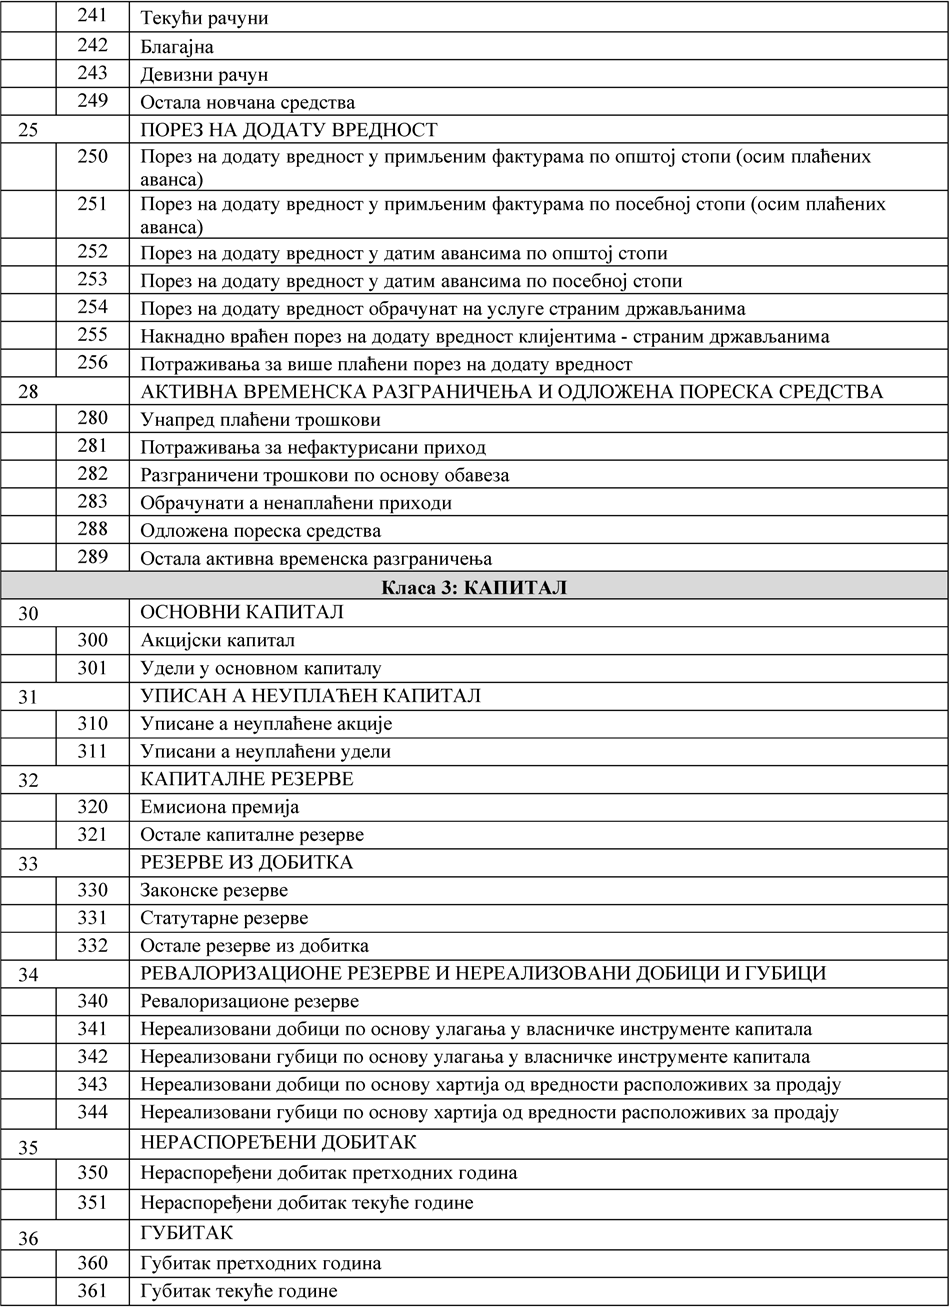 241 Текући рачуни
242 Благајна
243 Девизни рачун
249 Остала новчана средства
25 ПОРЕЗ НА ДОДАТУ ВРЕДНОСТ
250 Порез на додату вредност у примљеним фактурама по општој стопи (осим плаћених
аванса)
251 Порез на додату вредност у примљеним фактурама по посебној стопи (осим плаћених
аванса)
252 Порез на додату вредност у датим авансима по општој стопи
253 Порез на додату вредност у датим авансима по посебној стопи
254 Порез на додату вредност обрачунат на услуге страним држављанима
255 Накнадно враћен порез на додату вредност клијентима - страним држављанима
256 Потраживања за више плаћени порез на додату вредност
28 АКТИВНА ВРЕМЕНСКА РАЗГРАНИЧЕЊА И ОДЛОЖЕНА ПОРЕСКА СРЕДСТВА
280 Унапред плаћени трошкови
281 Потраживања за нефактурисани приход
282 Разграничени трошкови по основу обавеза
283 Обрачунати а ненаплаћени приходи
288 Одложена пореска средства
289 Остала активна временска разграничења
Класа 3: КАПИТАЛ
30 ОСНОВНИ КАПИТАЛ
300 Акцијски капитал
301 Удели у основном капиталу
31 УПИСАН А НЕУПЛАЋЕН КАПИТАЛ
310 Уписане а неуплаћене акције
311 Уписани а неуплаћени удели
32 КАПИТАЛНЕ РЕЗЕРВЕ
320 Емисиона премија
321 Остале капиталне резерве
33 РЕЗЕРВЕ ИЗ ДОБИТКА
330 Законске резерве
331 Статутарне резерве
332 Остале резерве из добитка
34 РЕВАЛОРИЗАЦИОНЕ РЕЗЕРВЕ И НЕРЕАЛИЗОВАНИ ДОБИЦИ И ГУБИЦИ
340 Ревалоризационе резерве
341 Нереализовани добици по основу улагања у власничке инструменте капитала
342 Нереализовани губици по основу улагања у власничке инструменте капитала
343 Нереализовани добици по основу хартија од вредности расположивих за продају
344 Нереализовани губици по основу хартија од вредности расположивих за продају
35 НЕРАСПОРЕЂЕНИ ДОБИТАК
350 Нераспоређени добитак претходних година
351 Нераспоређени добитак текуће године
36 ГУБИТАК
360 Губитак претходних година
361 Губитак текуће године